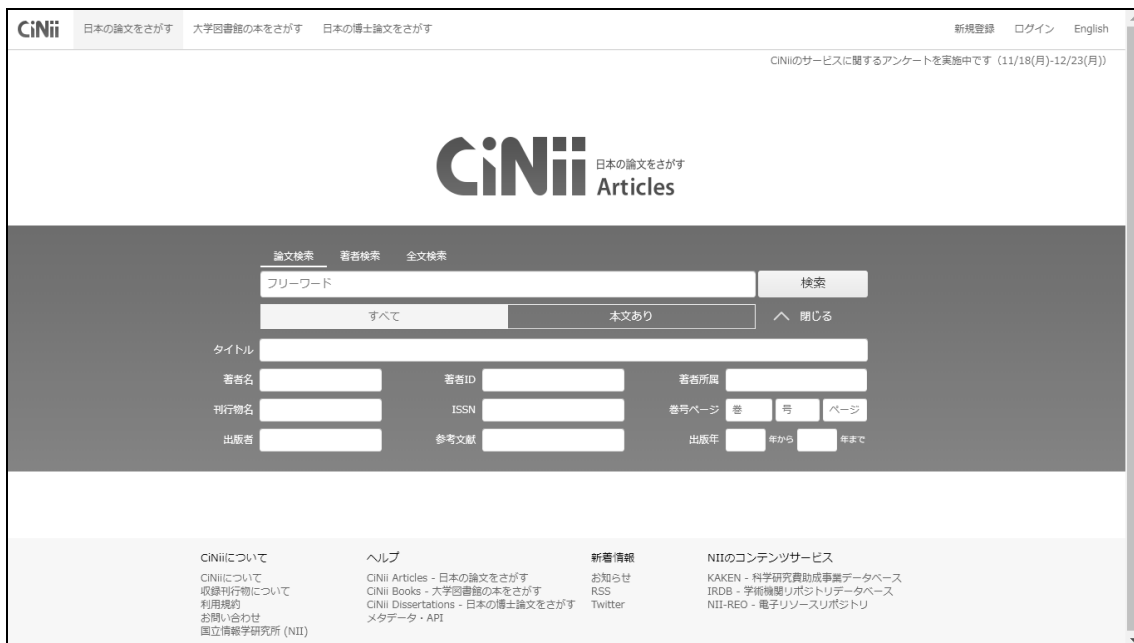 CiNii 日本の論文をさがす 大学図書館の本をさがす 日本の博士論文をさがす 新規登録 ログイン English
CiNiiのサービスに関するアンケートを実施中です（11/18(月)-12/23(月)）
CiNii 日本の論文をさがす
Articles
論文検索 著者検索 全文検索
フリーワード 検索
すべて 本文あり 閉じる
タイトル
著者名 著者ID 著者所属
刊行物名 ISSN 巻号ページ 巻 号 ページ
出版者 参考文献 出版年 年から 年まで
CiNiiについて ヘルプ 新着情報 NIIのコンテンツサービス
CiNiiについて CiNii Articles - 日本の論文をさがす お知らせ KAKEN - 科学研究費助成事業データベース
収録刊行物について CiNii Books - 大学図書館の本をさがす RSS IRDB - 学術機関リポジトリデータベース
利用規約 CiNii Dissertations - 日本の博士論文をさがす Twitter NII-REO - 電子リソースリポジトリ
お問い合わせ メタデータ・API
国立情報学研究所 (NII)